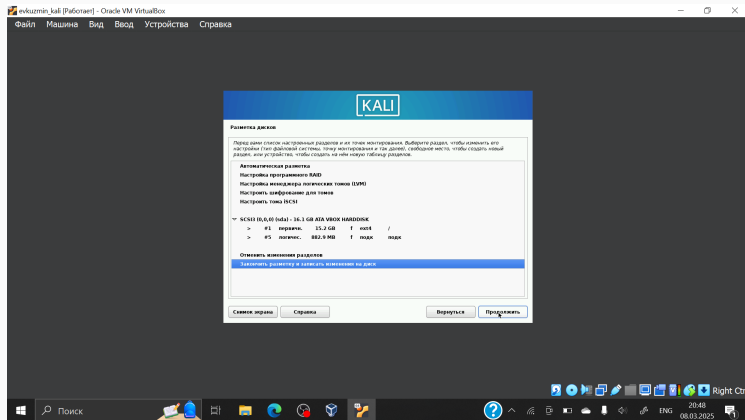 evkuzmin_kali [Работает] - Oracle VM VirtualBox
Файл Машина Вид Ввод Устройства Справка
KALI
Разметка дисков
Перед вами список настроенных разделов и их точек монтирования. Выберите раздел, чтобы изменить его
настройки (тип файловой системы, точку монтирования и так далее), свободное место, чтобы создать новый
раздел, или устройство, чтобы создать на нём новую таблицу разделов.
Автоматическая разметка
Настройка программного RAID
Настройка менеджера логических томов (LVM)
Настроить шифрование для томов
Настроить тома iSCSI
SCSI3 (0,0,0) (sda) - 16.1 GB ATA VBOX HARDDISK
> #1 первичн. 15.2 GB f ext4 /
> #5 логичес. 882.9 MB f подк подк
Отменить изменения разделов
Закончить разметку и записать изменения на диск
Снимок экрана Справка Вернуться Продолжить
Right Ctr
Поиск
ENG
20:48
08.03.2025